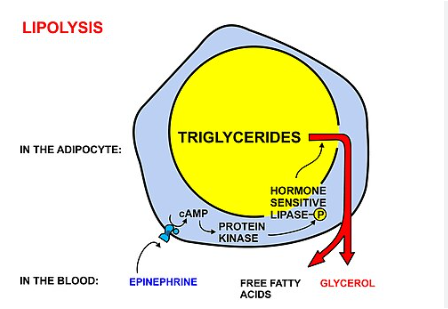 LIPOLYSIS
TRIGLYCERIDES
IN THE ADIPOCYTE:
HORMONE
SENSITIVE
LIPASE P
cAMP
PROTEIN
KINASE
IN THE BLOOD:
EPINEPHRINE
FREE FATTY
ACIDS
GLYCEROL